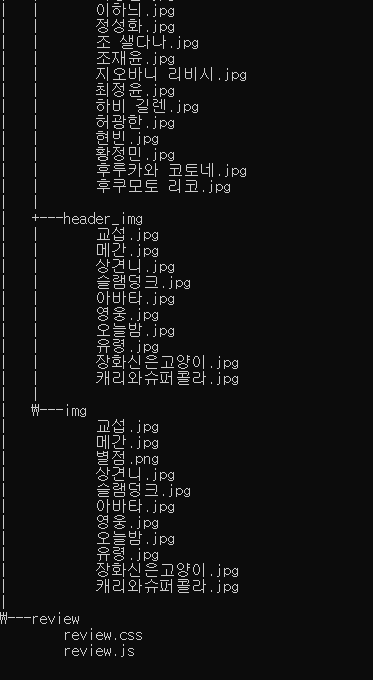 │   │       이하늬.jpg
│   │       정성화.jpg
│   │       조 샐다나.jpg
│   │       조재윤.jpg
│   │       지오바니 리비시.jpg
│   │       최정윤.jpg
│   │       하비 길렌.jpg
│   │       허광한.jpg
│   │       현빈.jpg
│   │       황정민.jpg
│   │       후루카와 코토네.jpg
│   │       후쿠모토 리코.jpg
│   │
│   +---header_img
│   │       교섭.jpg
│   │       메간.jpg
│   │       상견니.jpg
│   │       슬램덩크.jpg
│   │       아바타.jpg
│   │       영웅.jpg
│   │       오늘밤.jpg
│   │       유령.jpg
│   │       장화신은고양이.jpg
│   │       캐리와슈퍼콜라.jpg
│   │
│   ₩---img
│           교섭.jpg
│           메간.jpg
│           별점.png
│           상견니.jpg
│           슬램덩크.jpg
│           아바타.jpg
│           영웅.jpg
│           오늘밤.jpg
│           유령.jpg
│           장화신은고양이.jpg
│           캐리와슈퍼콜라.jpg
│
₩---review
        review.css
        review.js